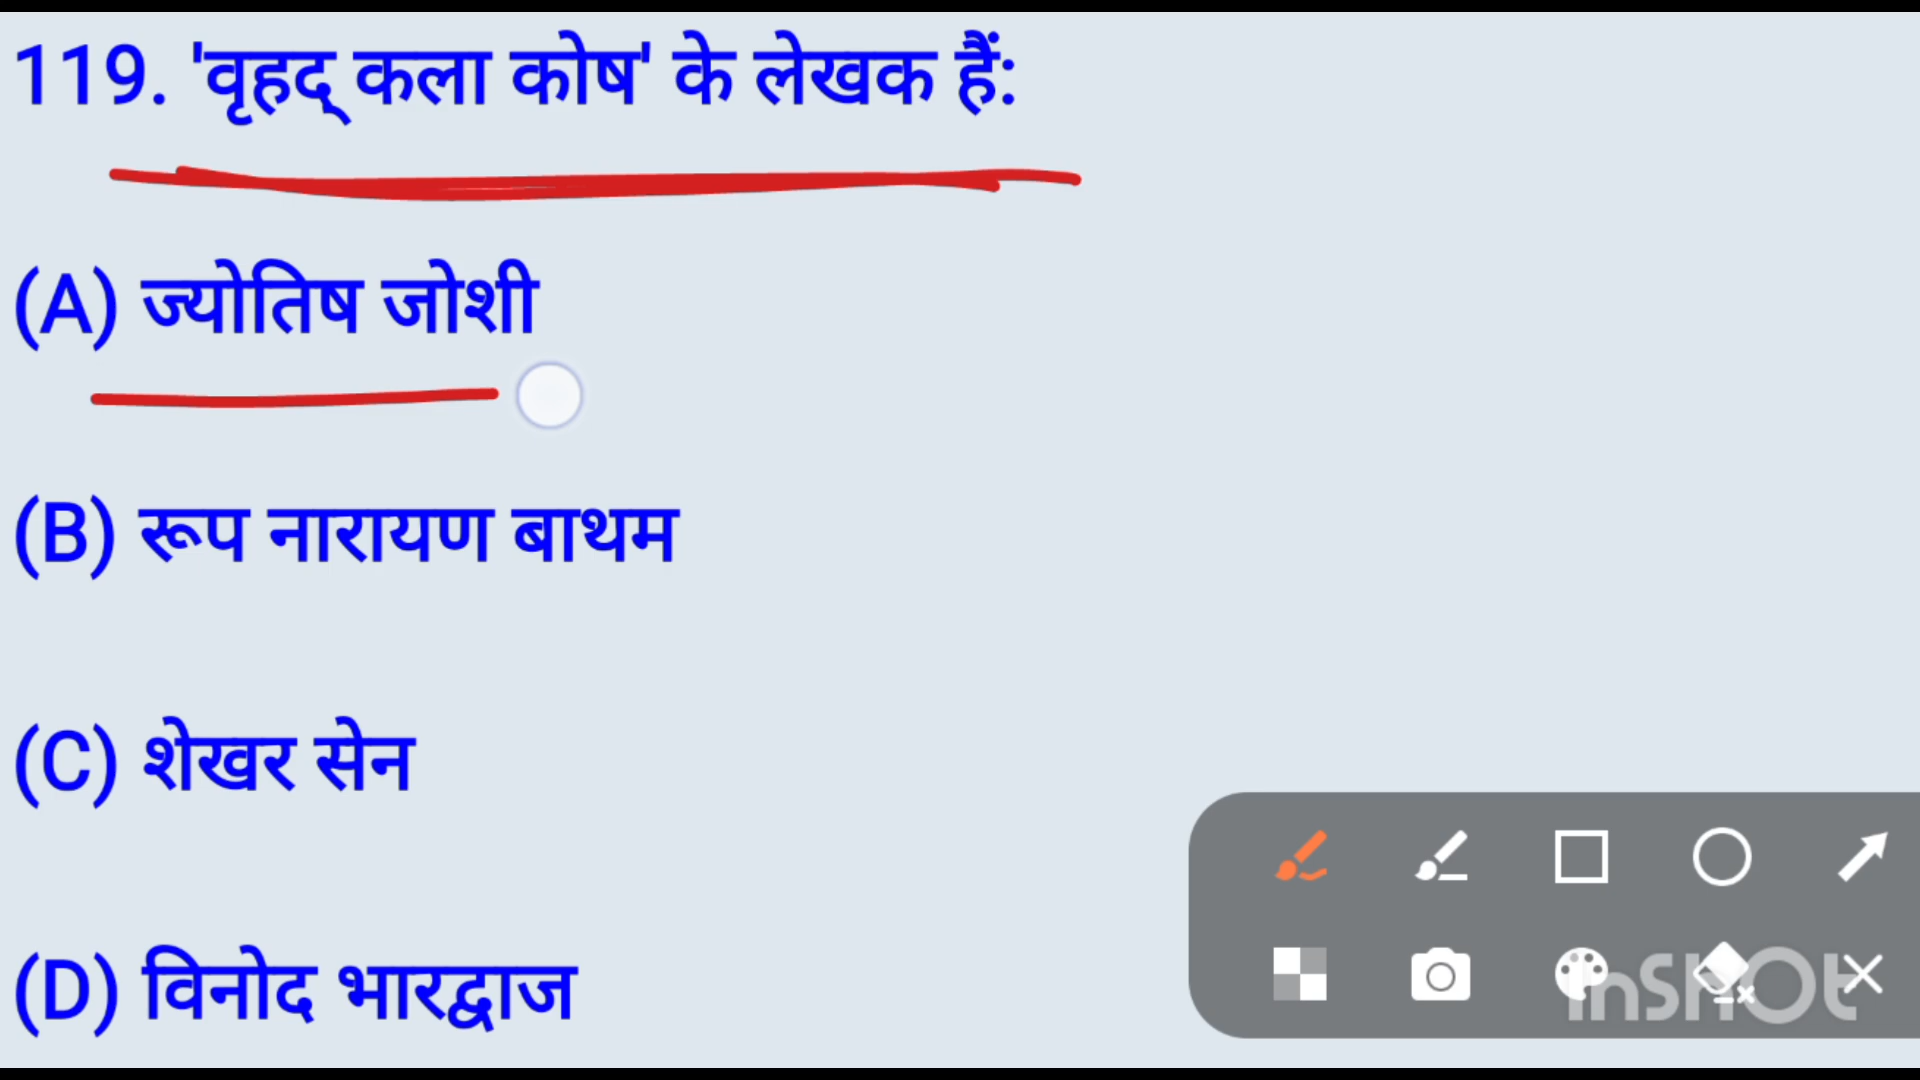 119. 'वृहद् कला कोष' के लेखक हैं:
(A) ज्योतिष जोशी
(B) रूप नारायण बाथम
(C) शेखर सेन
(D) विनोद भारद्वाज
InShOt